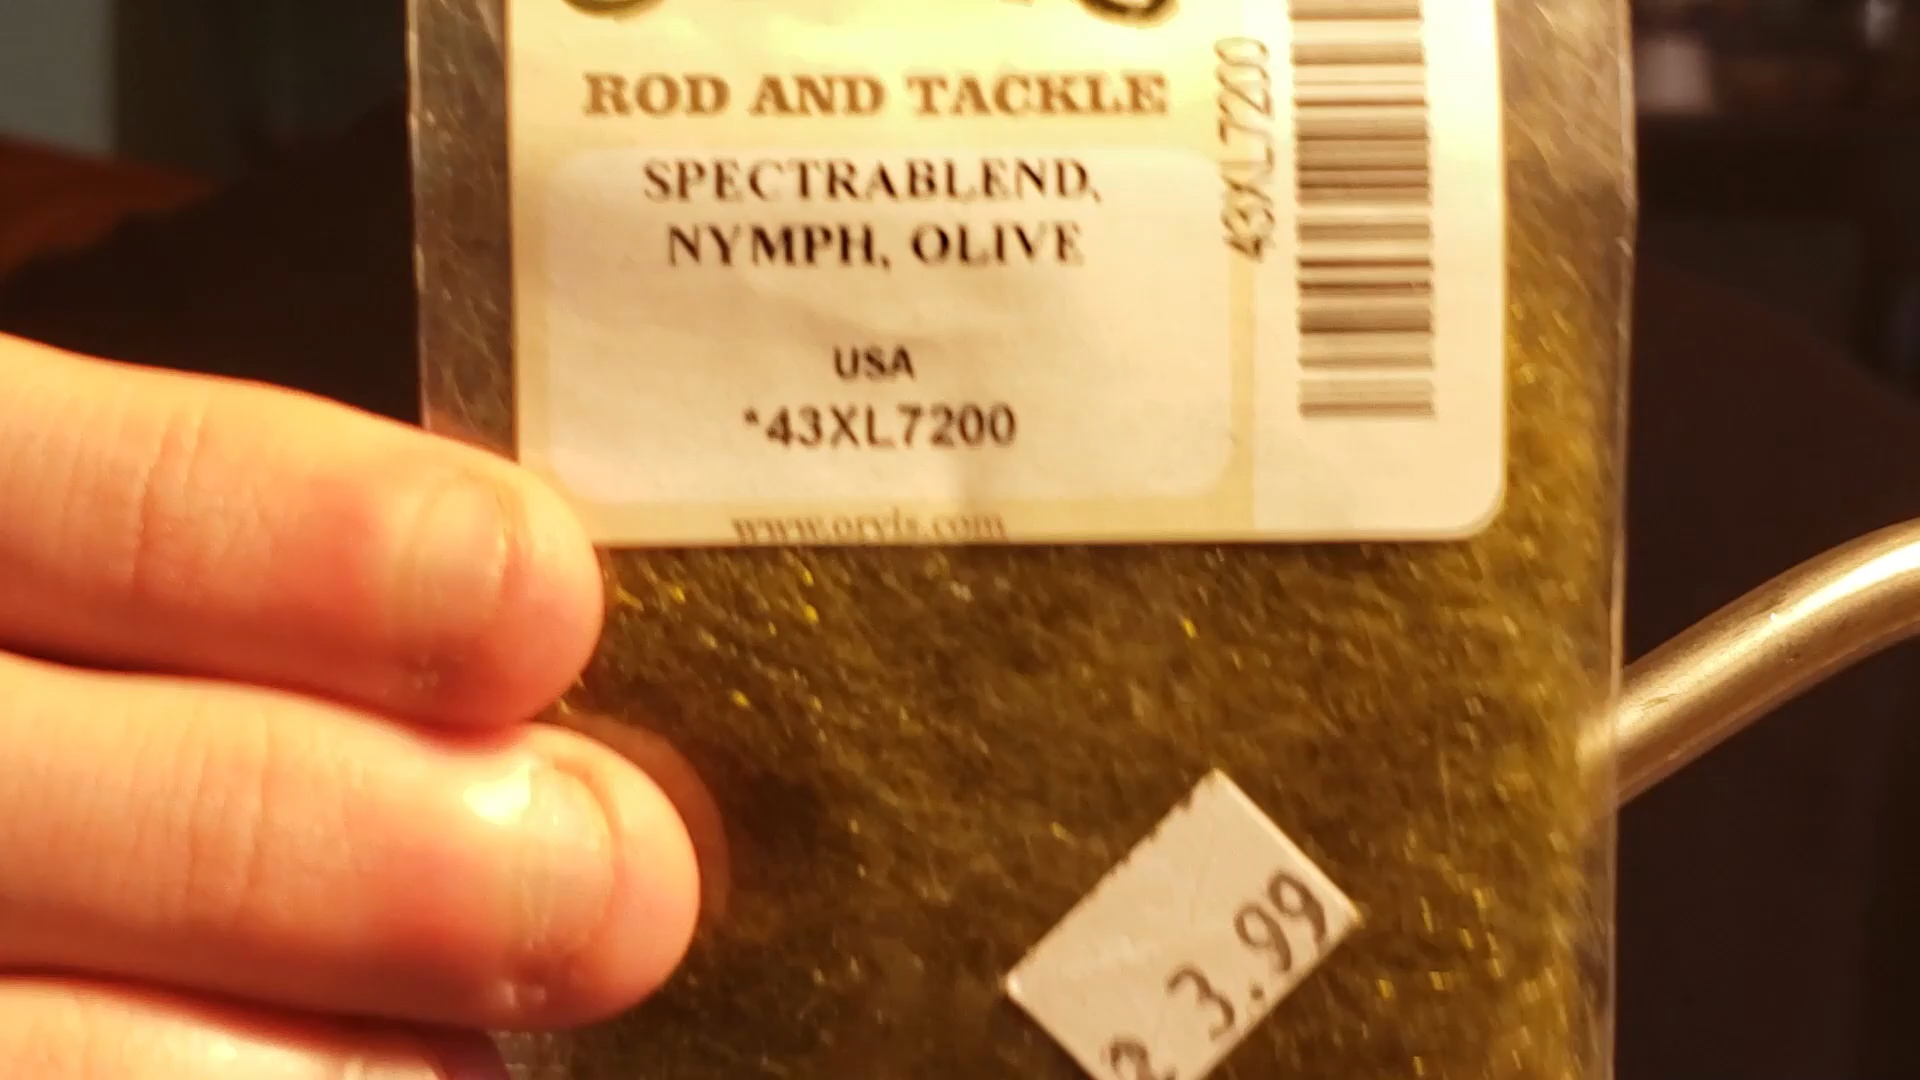 ROD AND TACKLE
SPECTRABLEND,
NYMPH, OLIVE
USA
*43XL7200
www.orvis.com
43XL7200
3.99